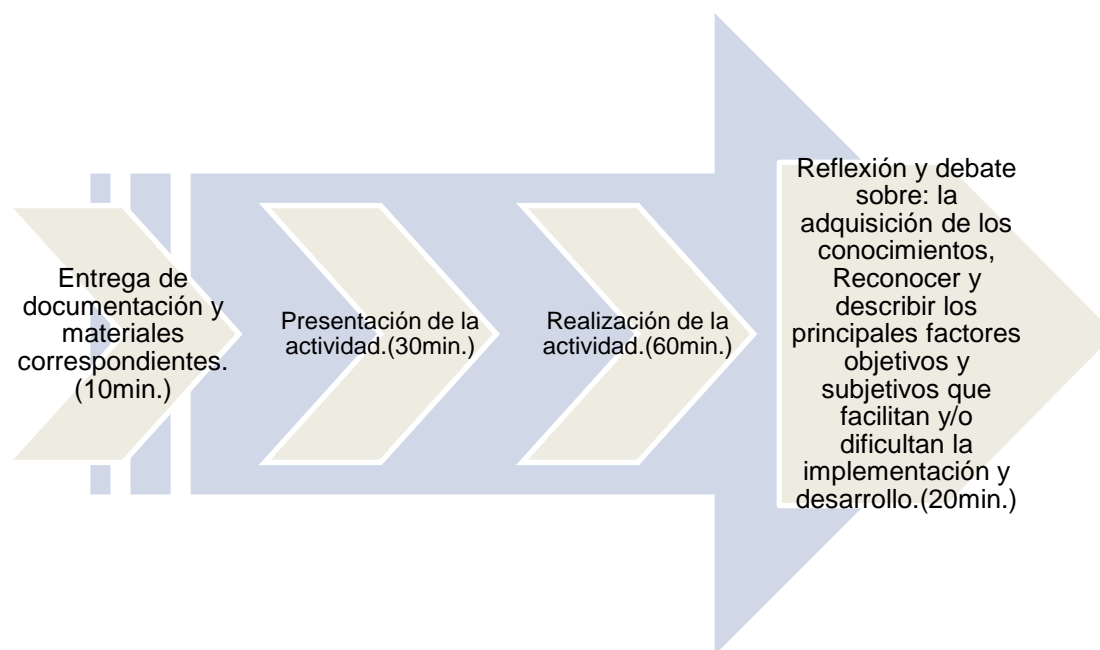 Entrega de
documentación y
materiales
correspondientes.
(10min.)
Presentación de la
actividad.(30min.)
Realización de la
actividad.(60min.)
Reflexión y debate
sobre: la
adquisición de los
conocimientos,
Reconocer y
describir los
principales factores
objetivos y
subjetivos que
facilitan y/o
dificultan la
implementación y
desarrollo.(20min.)